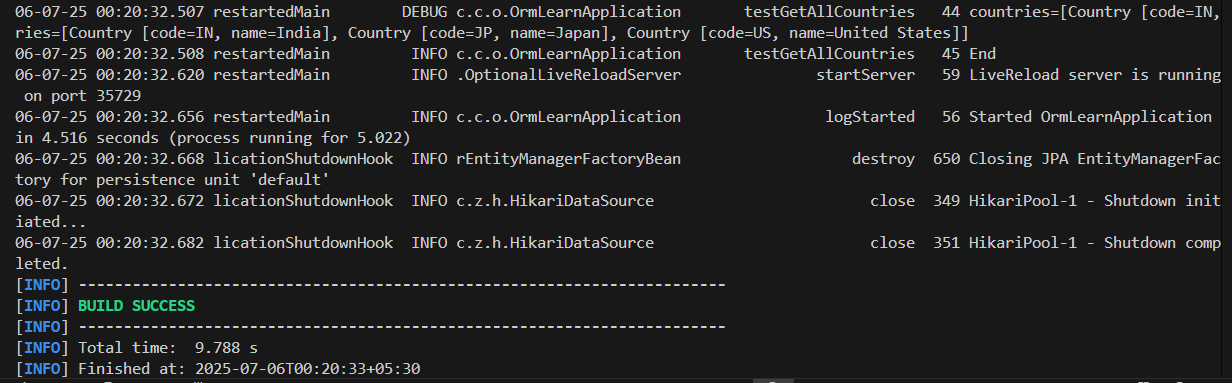 06-07-25 00:20:32.507 restartedMain        DEBUG c.c.o.OrmLearnApplication       testGetAllCountries   44 countries=[Country [code=IN,
ries=[Country [code=IN, name=India], Country [code=JP, name=Japan], Country [code=US, name=United States]]
06-07-25 00:20:32.508 restartedMain         INFO c.c.o.OrmLearnApplication       testGetAllCountries   45 End
06-07-25 00:20:32.620 restartedMain         INFO .OptionalLiveReloadServer               startServer   59 LiveReload server is running
 on port 35729
06-07-25 00:20:32.656 restartedMain         INFO c.c.o.OrmLearnApplication                logStarted   56 Started OrmLearnApplication
in 4.516 seconds (process running for 5.022)
06-07-25 00:20:32.668 licationShutdownHook  INFO rEntityManagerFactoryBean                   destroy  650 Closing JPA EntityManagerFac
tory for persistence unit 'default'
06-07-25 00:20:32.672 licationShutdownHook  INFO c.z.h.HikariDataSource                        close  349 HikariPool-1 - Shutdown init
iated...
06-07-25 00:20:32.682 licationShutdownHook  INFO c.z.h.HikariDataSource                        close  351 HikariPool-1 - Shutdown comp
leted.
[INFO] ------------------------------------------------------------------------
[INFO] BUILD SUCCESS
[INFO] ------------------------------------------------------------------------
[INFO] Total time:  9.788 s
[INFO] Finished at: 2025-07-06T00:20:33+05:30